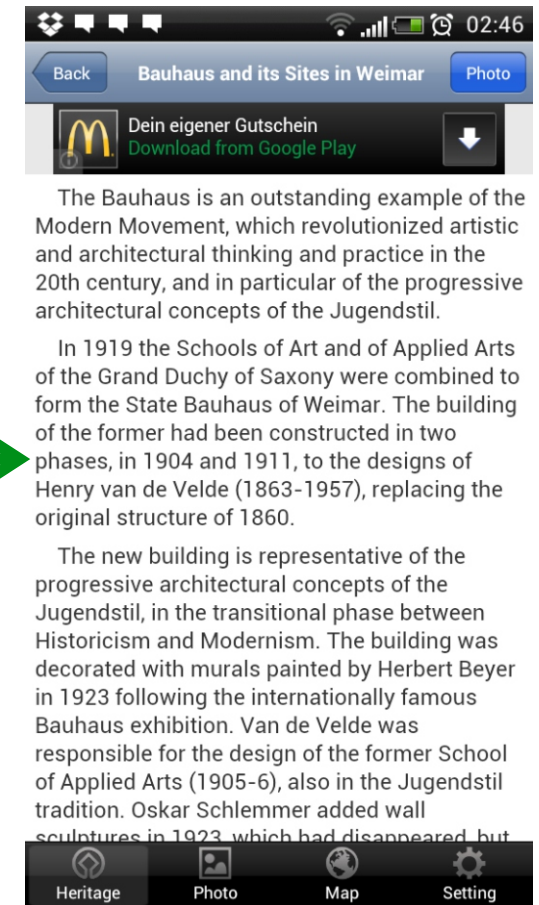 02:46
Back
Bauhaus and its Sites in Weimar
Photo
Dein eigener Gutschein
Download from Google Play
The Bauhaus is an outstanding example of the
Modern Movement, which revolutionized artistic
and architectural thinking and practice in the
20th century, and in particular of the progressive
architectural concepts of the Jugendstil.
In 1919 the Schools of Art and of Applied Arts
of the Grand Duchy of Saxony were combined to
form the State Bauhaus of Weimar. The building
of the former had been constructed in two
phases, in 1904 and 1911, to the designs of
Henry van de Velde (1863-1957), replacing the
original structure of 1860.
The new building is representative of the
progressive architectural concepts of the
Jugendstil, in the transitional phase between
Historicism and Modernism. The building was
decorated with murals painted by Herbert Beyer
in 1923 following the internationally famous
Bauhaus exhibition. Van de Velde was
responsible for the design of the former School
of Applied Arts (1905-6), also in the Jugendstil
tradition. Oskar Schlemmer added wall
sculptures in 1923, which had disappeared, but
Heritage
Photo
Map
Setting